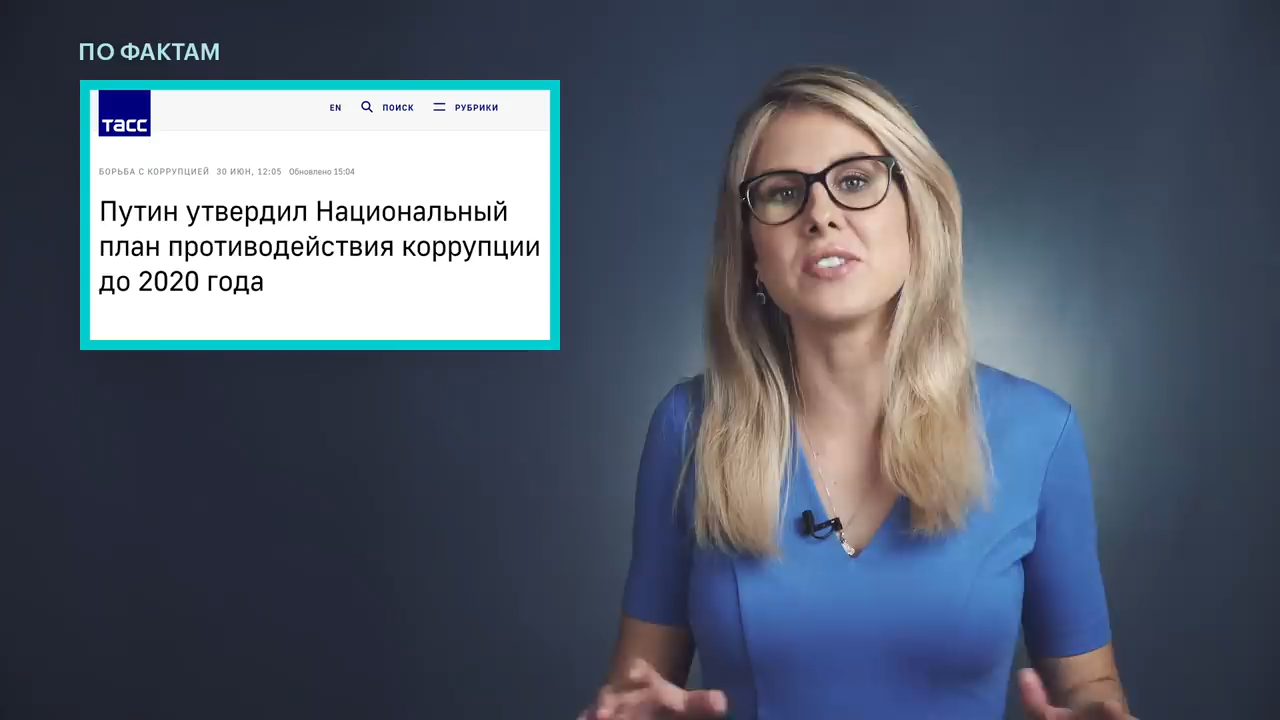 ПО ФАКТАМ
тасс
EN ПОИСК РУБРИКИ
БОРЬБА С КОРРУПЦИЕЙ 30 ИЮН, 12:05 Обновлено 15:04
Путин утвердил Национальный
план противодействия коррупции
до 2020 года